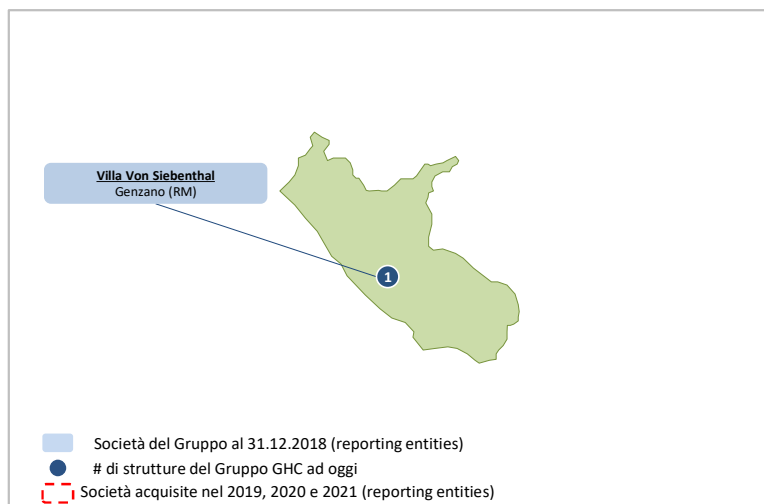 Villa Von Siebenthal
Genzano (RM)
1
Società del Gruppo al 31.12.2018 (reporting entities)
# di strutture del Gruppo GHC ad oggi
Società acquisite nel 2019, 2020 e 2021 (reporting entities)